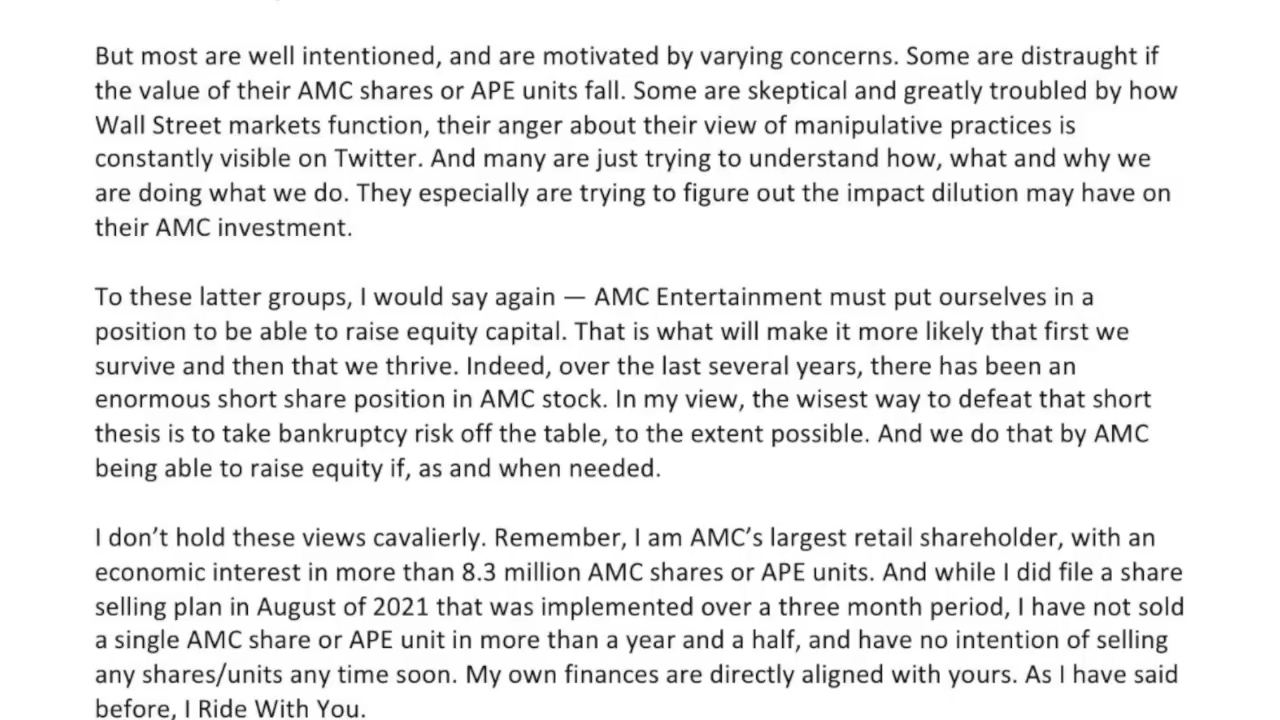 But most are well intentioned, and are motivated by varying concerns. Some are distraught if
the value of their AMC shares or APE units fall. Some are skeptical and greatly troubled by how
Wall Street markets function, their anger about their view of manipulative practices is
constantly visible on Twitter. And many are just trying to understand how, what and why we
are doing what we do. They especially are trying to figure out the impact dilution may have on
their AMC investment.
To these latter groups, I would say again — AMC Entertainment must put ourselves in a
position to be able to raise equity capital. That is what will make it more likely that first we
survive and then that we thrive. Indeed, over the last several years, there has been an
enormous short share position in AMC stock. In my view, the wisest way to defeat that short
thesis is to take bankruptcy risk off the table, to the extent possible. And we do that by AMC
being able to raise equity if, as and when needed.
I don’t hold these views cavalierly. Remember, I am AMC’s largest retail shareholder, with an
economic interest in more than 8.3 million AMC shares or APE units. And while I did file a share
selling plan in August of 2021 that was implemented over a three month period, I have not sold
a single AMC share or APE unit in more than a year and a half, and have no intention of selling
any shares/units any time soon. My own finances are directly aligned with yours. As I have said
before, I Ride With You.